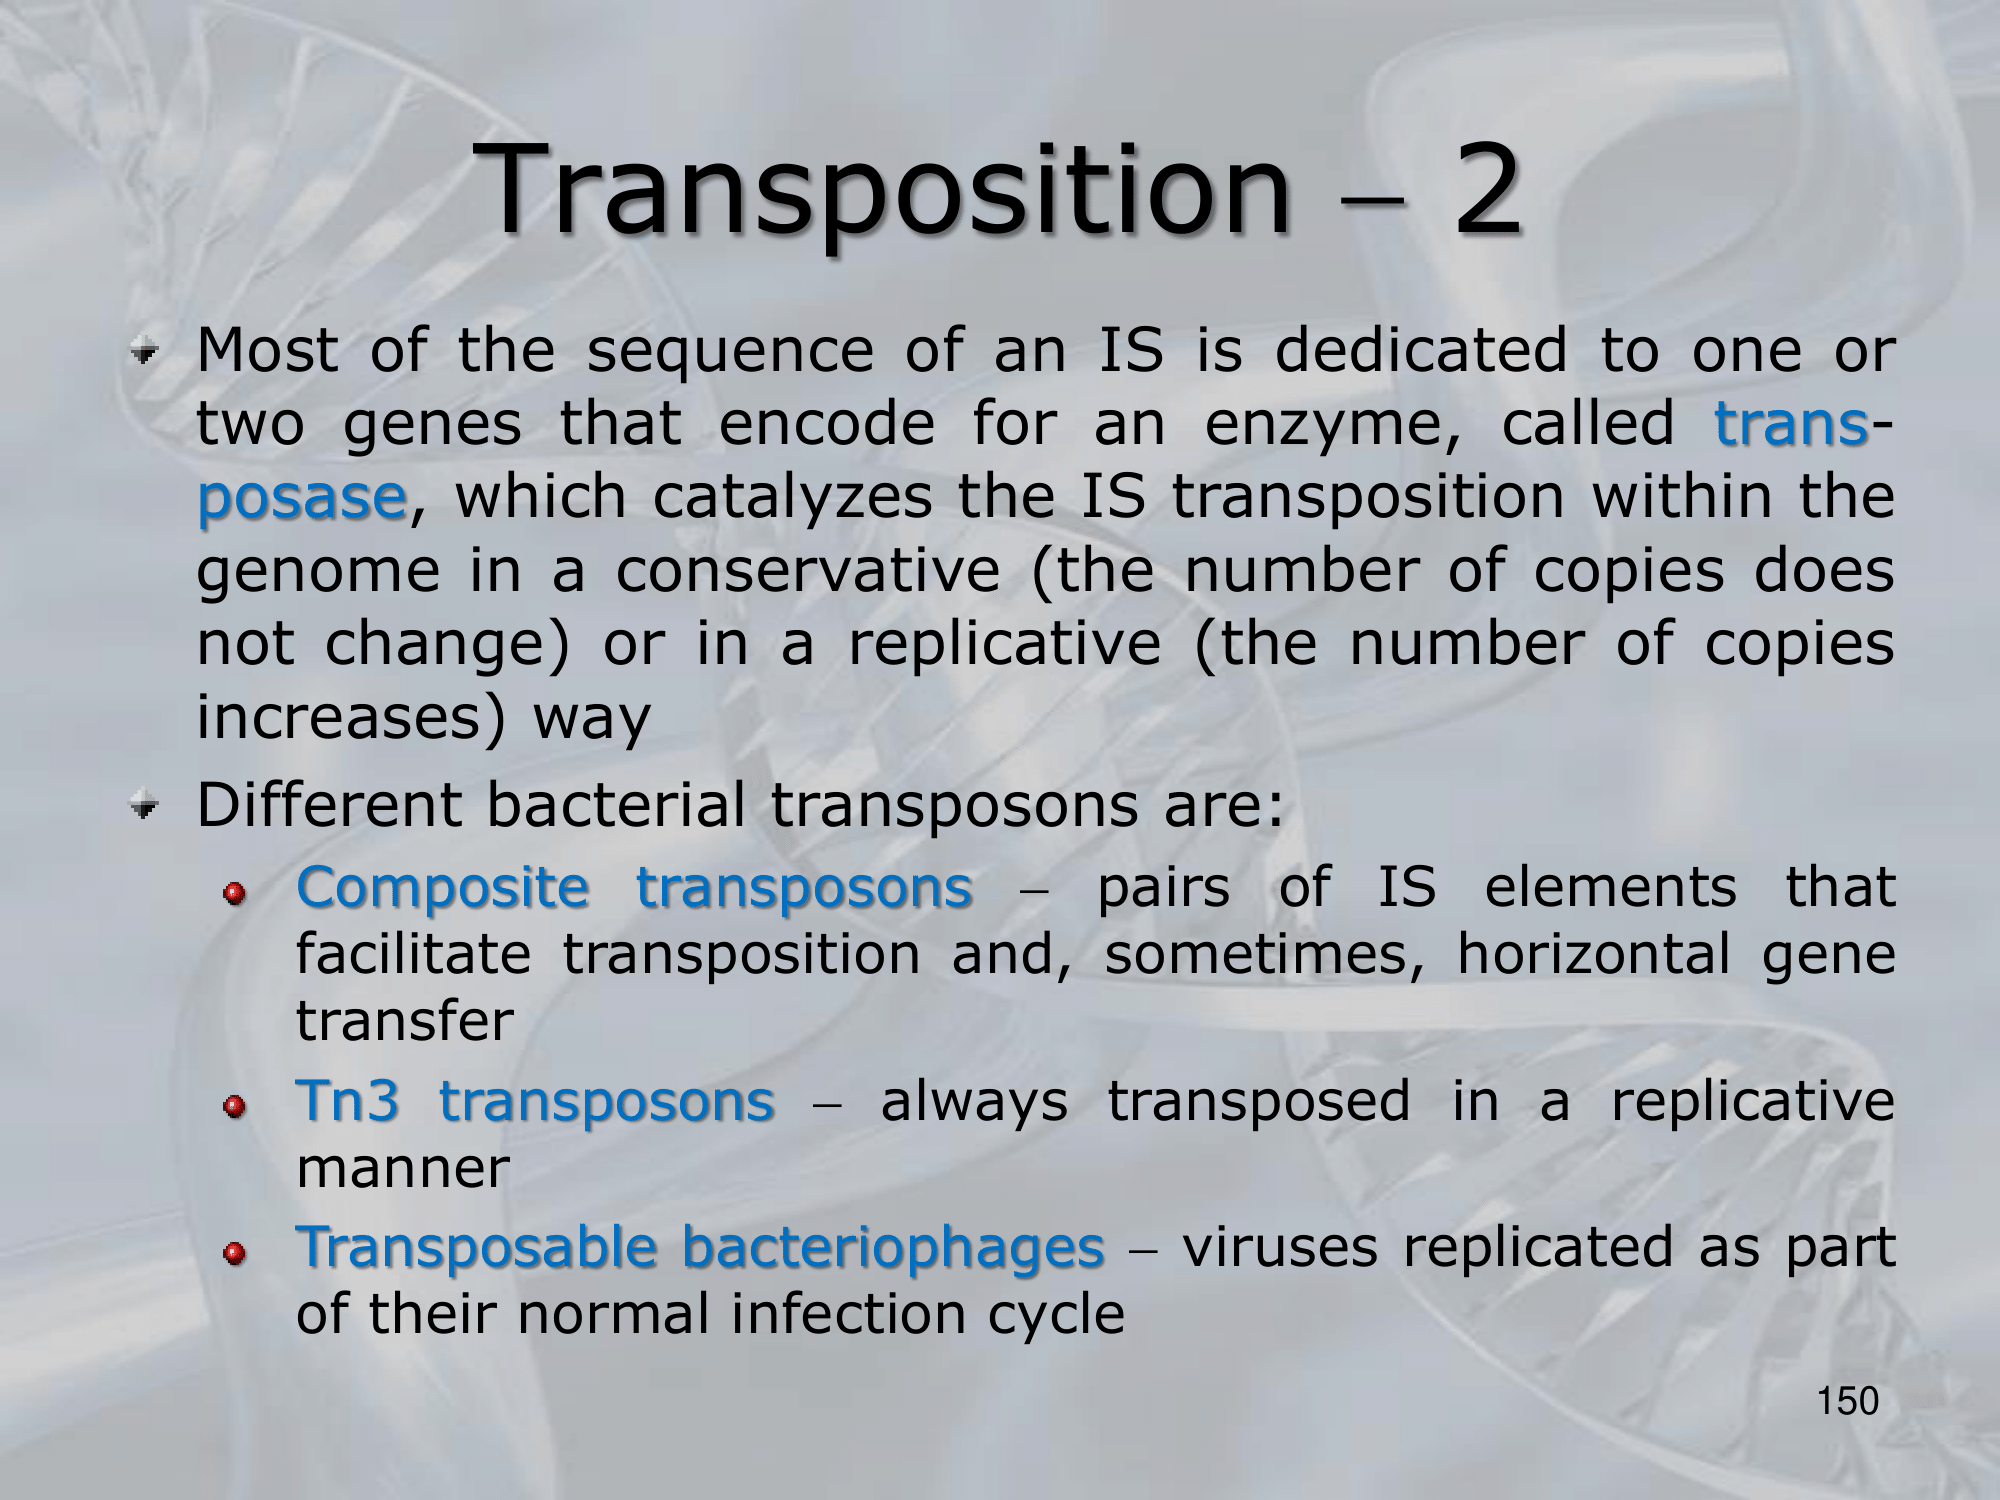 Transposition – 2
Most of the sequence of an IS is dedicated to one or
two genes that encode for an enzyme, called trans-
posase, which catalyzes the IS transposition within the
genome in a conservative (the number of copies does
not change) or in a replicative (the number of copies
increases) way
Different bacterial transposons are:
Composite transposons – pairs of IS elements that
facilitate transposition and, sometimes, horizontal gene
transfer
Tn3 transposons – always transposed in a replicative
manner
Transposable bacteriophages – viruses replicated as part
of their normal infection cycle
150